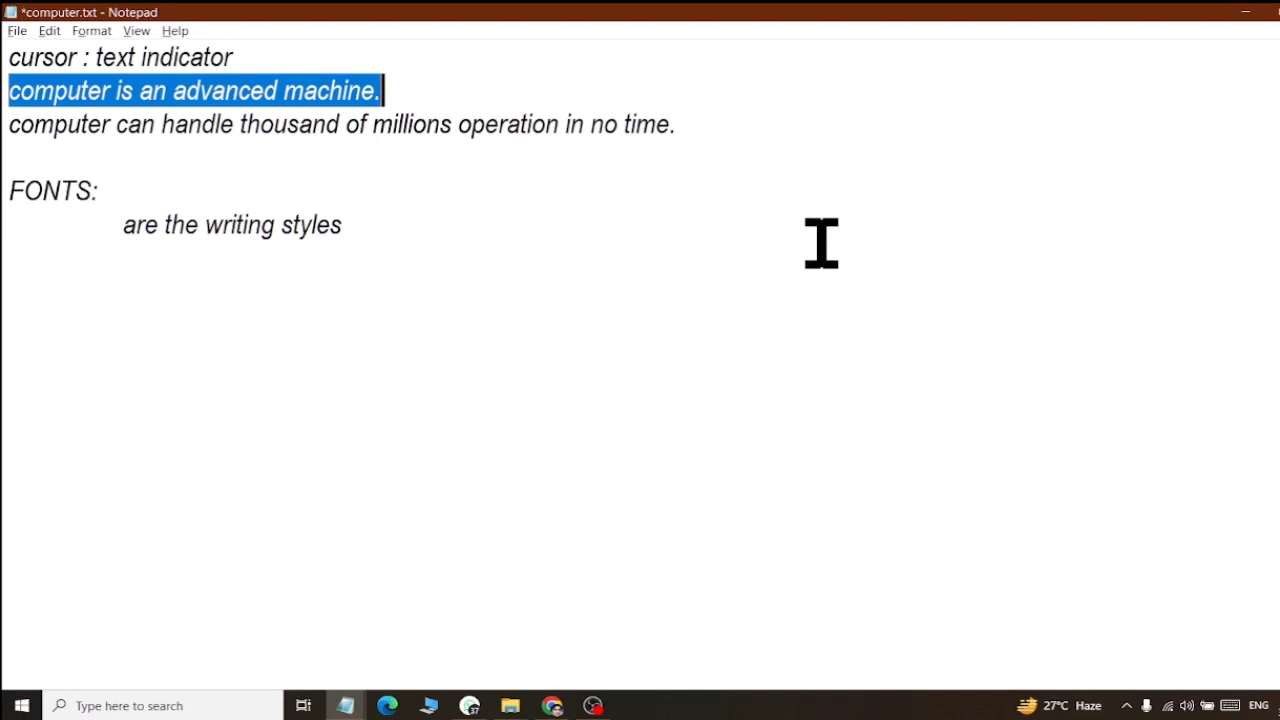 *computer.txt - Notepad
File Edit Format View Help
cursor : text indicator
computer is an advanced machine.
computer can handle thousand of millions operation in no time.
FONTS:
are the writing styles
Type here to search
37
27°C Haze
ENG